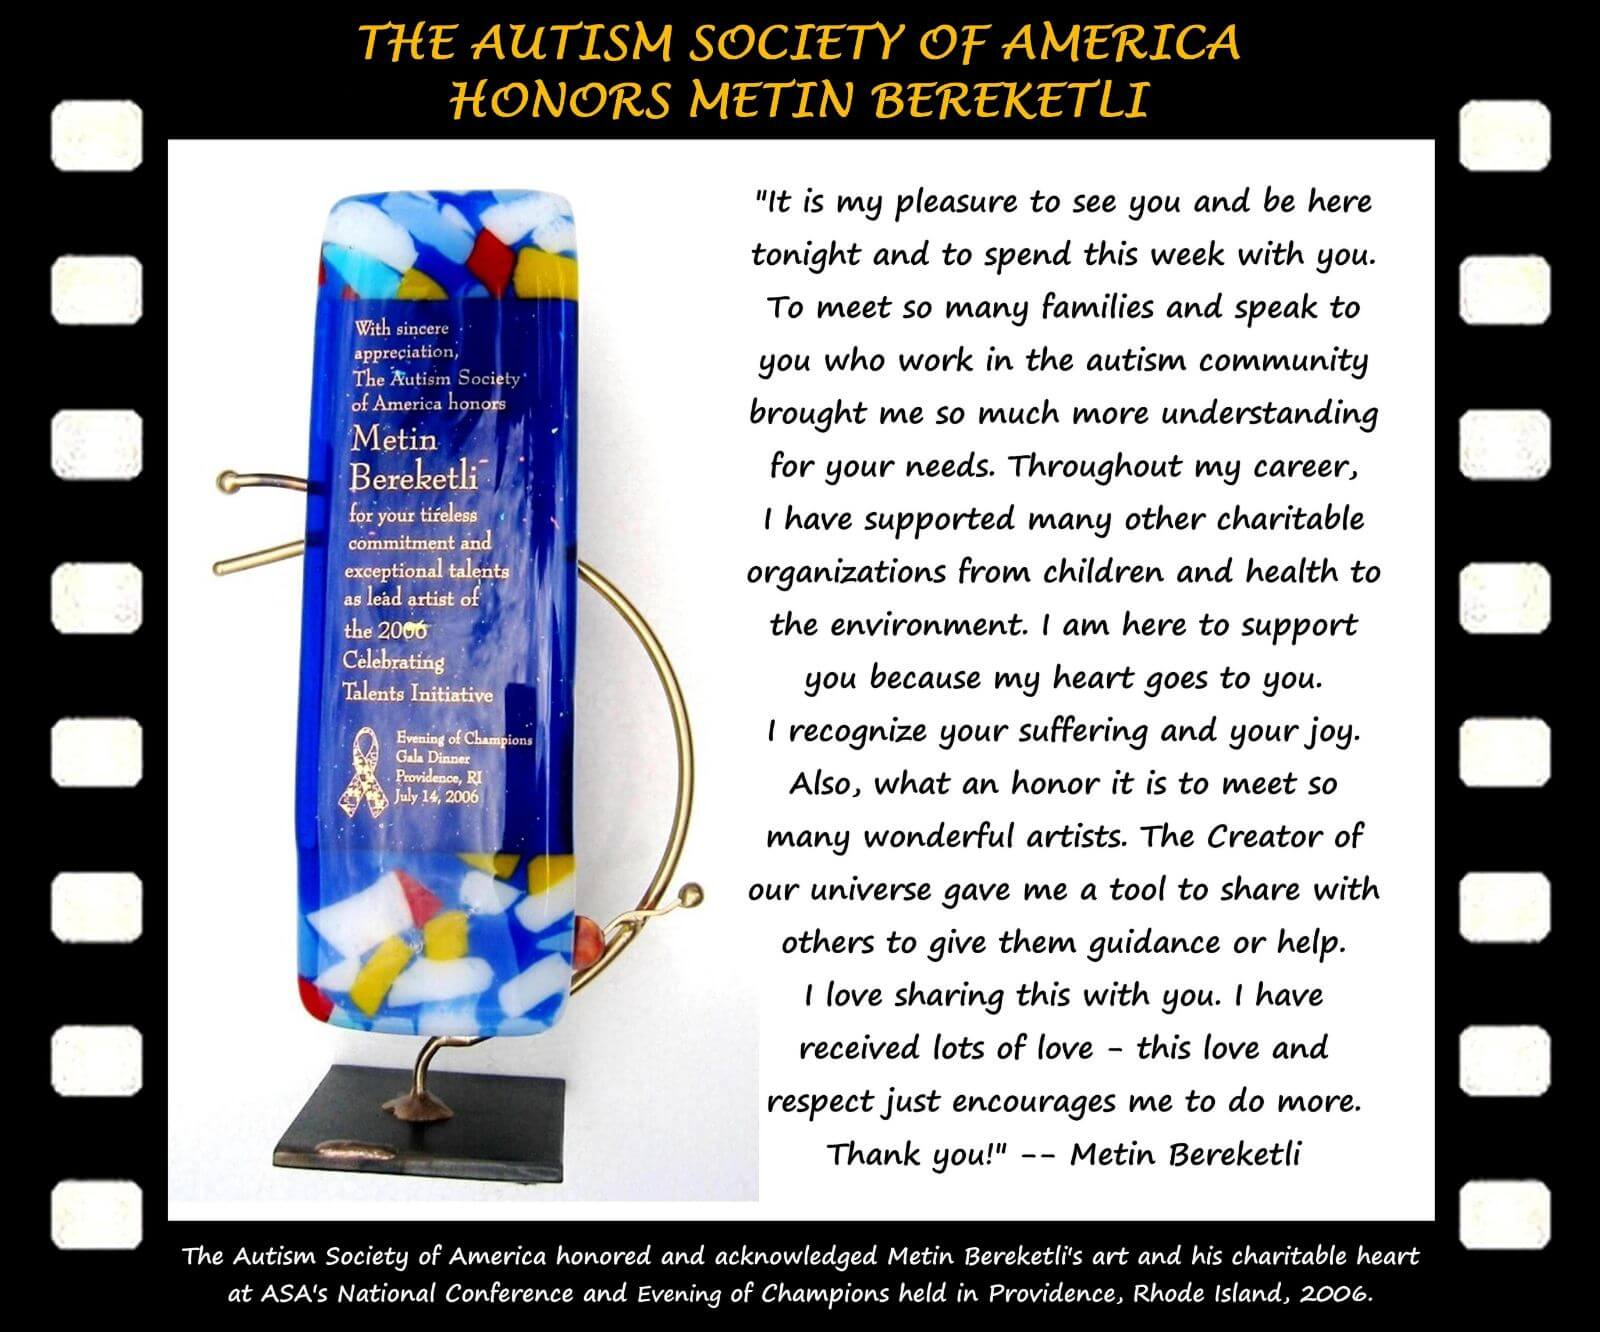 THE AUTISM SOCIETY OF AMERICA
HONORS METIN BEREKETLI
With sincere
appreciation,
The Autism Society
of America honors
Metin
Bereketli
for your tireless
commitment and
exceptional talents
as lead artist of
the 2006
Celebrating
Talents Initiative
Evening of Champions
Gala Dinner
Providence, RI
July 14, 2006
"It is my pleasure to see you and be here
tonight and to spend this week with you.
To meet so many families and speak to
you who work in the autism community
brought me so much more understanding
for your needs. Throughout my career,
I have supported many other charitable
organizations from children and health to
the environment. I am here to support
you because my heart goes to you.
I recognize your suffering and your joy.
Also, what an honor it is to meet so
many wonderful artists. The Creator of
our universe gave me a tool to share with
others to give them guidance or help.
I love sharing this with you. I have
received lots of love - this love and
respect just encourages me to do more.
Thank you!" -- Metin Bereketli
The Autism Society of America honored and acknowledged Metin Bereketli's art and his charitable heart
at ASA's National Conference and Evening of Champions held in Providence, Rhode Island, 2006.